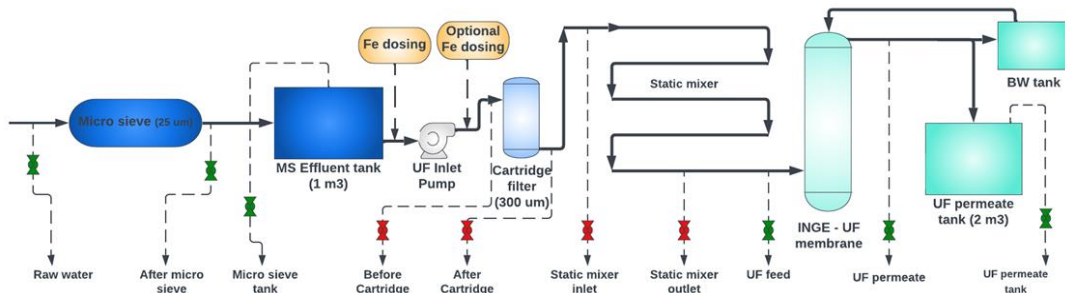 Fe dosing
Optional
Fe dosing
Micro sieve (25 um)
MS Effluent tank
(1 m3)
UF Inlet
Pump
Cartridge
filter
(300 um)
Static mixer
INGE - UF
membrane
BW tank
UF permeate
tank (2 m3)
Raw water
After micro
sieve
Micro sieve
tank
Before
Cartridge
After
Cartridge
Static mixer
inlet
Static mixer
outlet
UF feed
UF permeate
UF permeate
tank